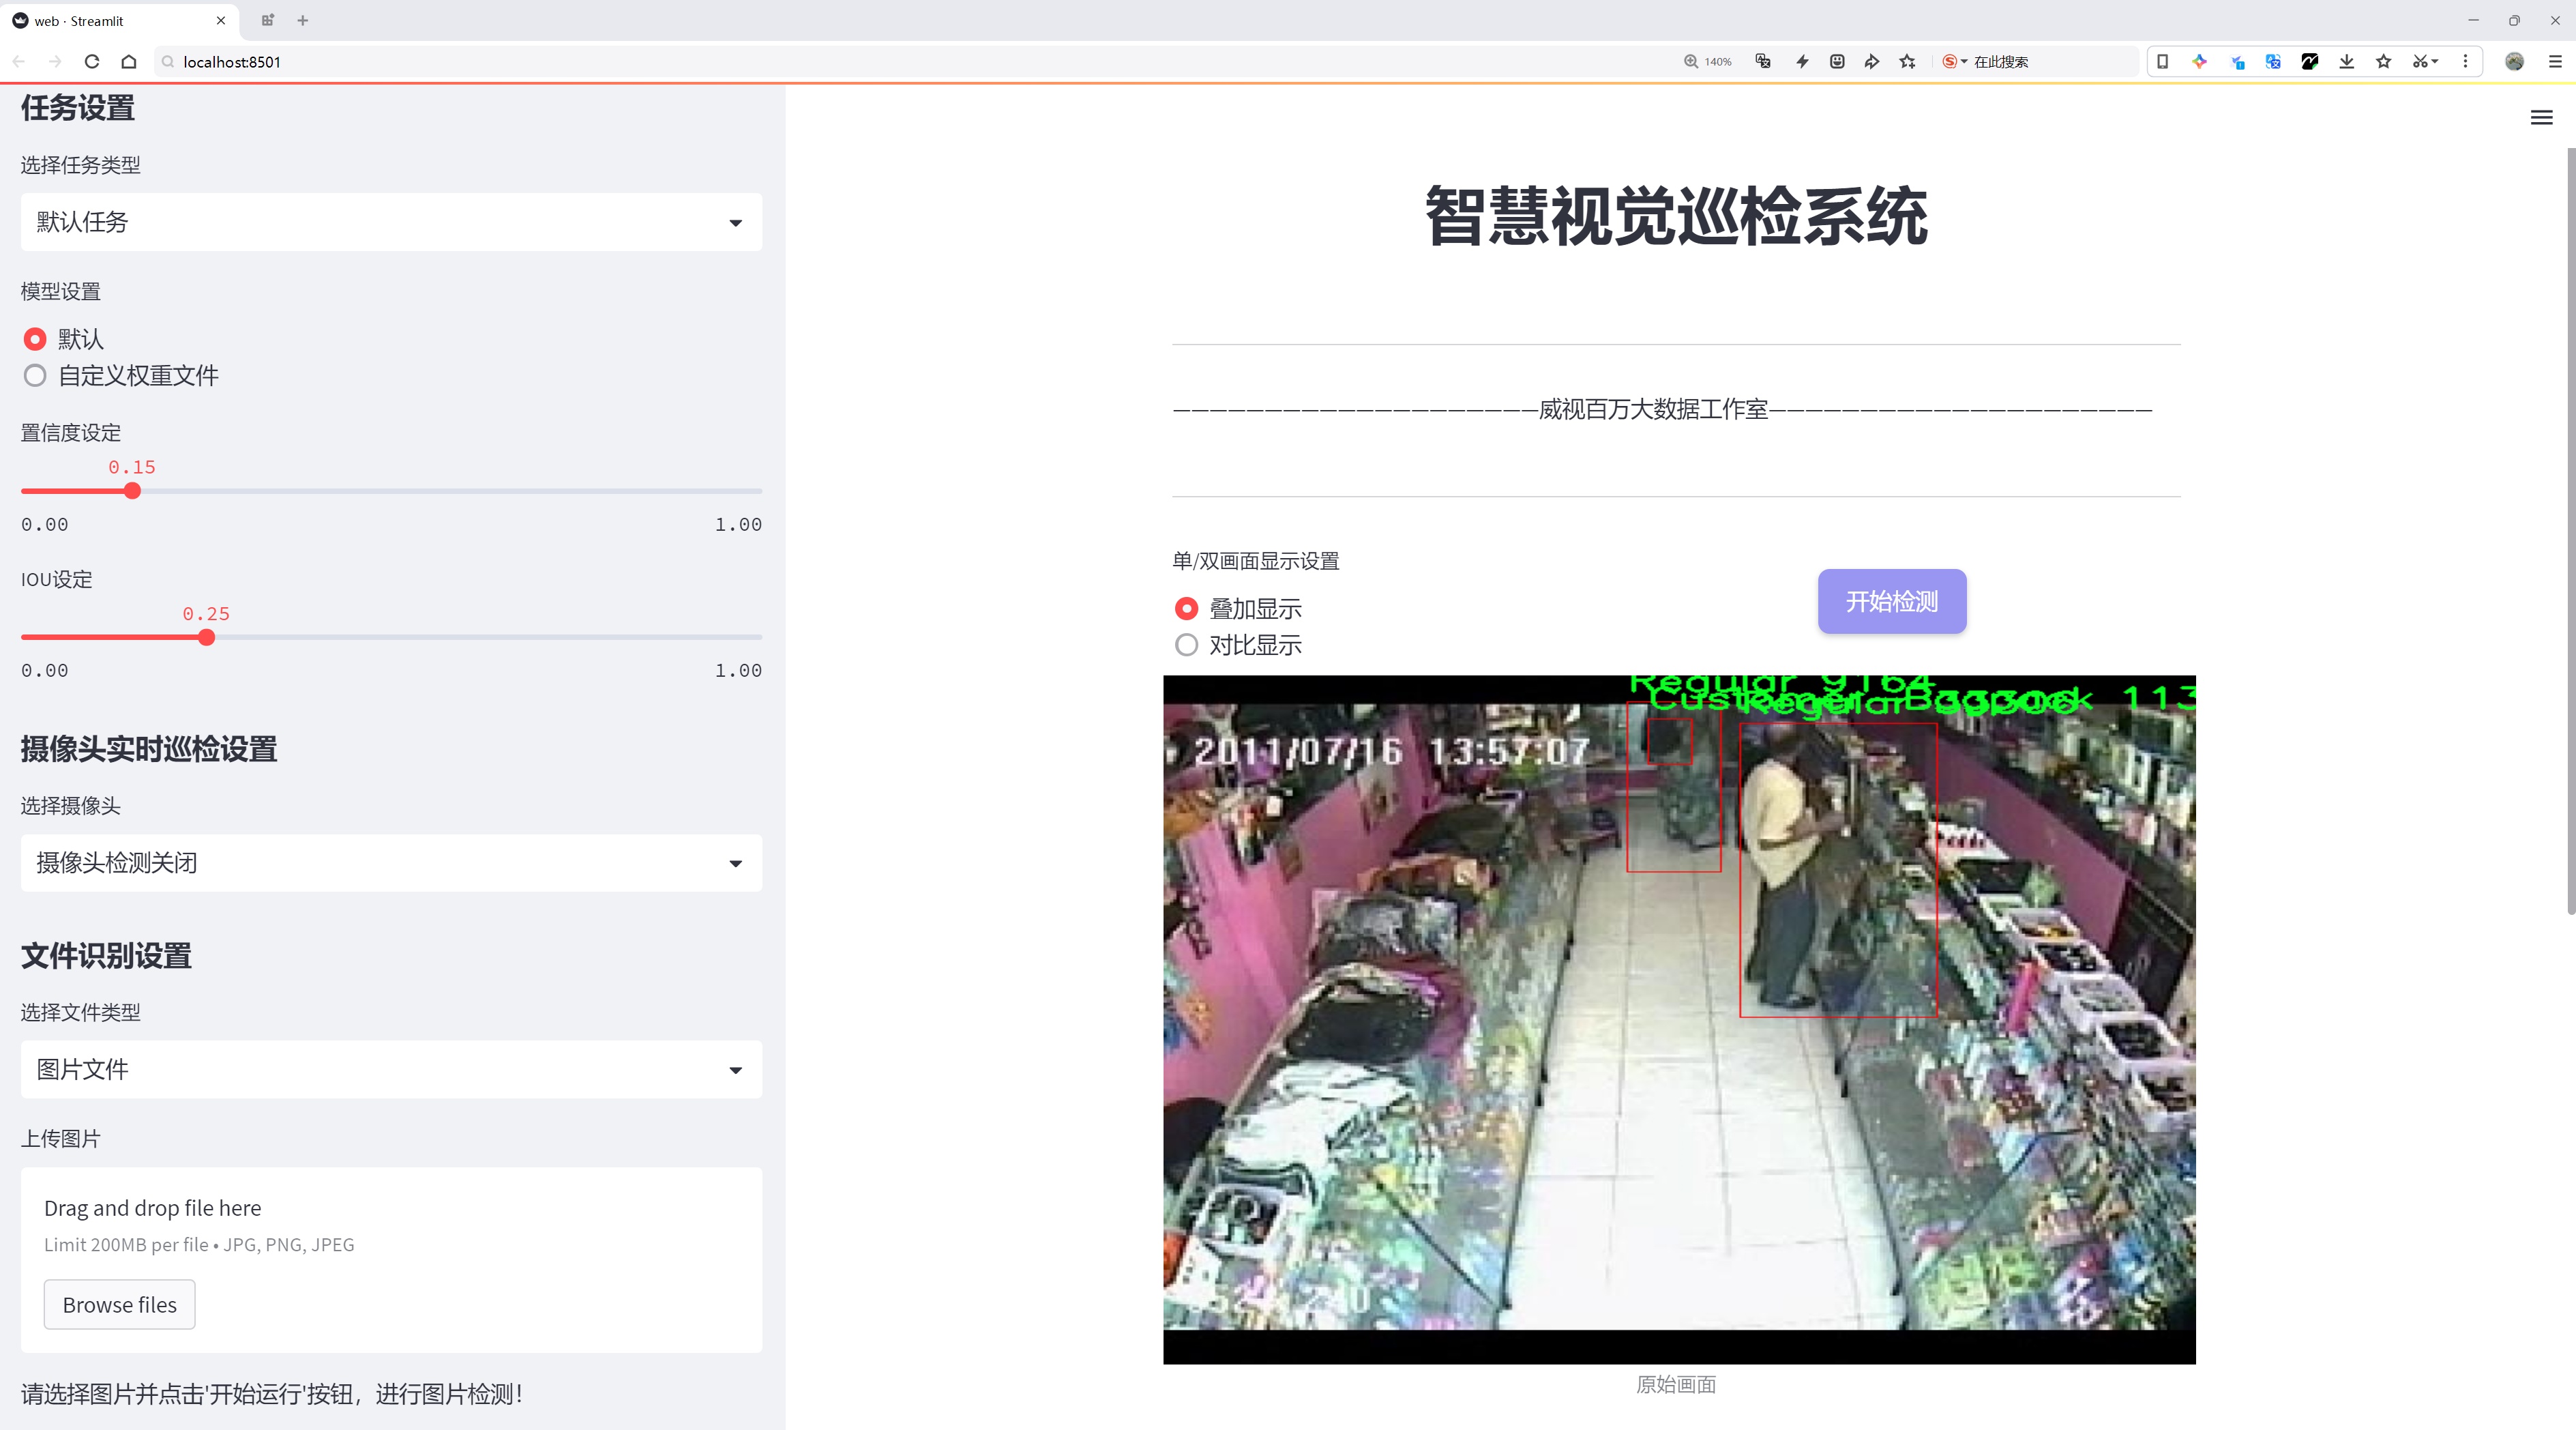 web · Streamlit
localhost:8501
140%
在此搜索
任务设置
选择任务类型
默认任务
模型设置
默认
自定义权重文件
置信度设定
0.15
0.00
1.00
IOU设定
0.25
0.00
1.00
摄像头实时巡检设置
选择摄像头
摄像头检测关闭
文件识别设置
选择文件类型
图片文件
上传图片
Drag and drop file here
Limit 200MB per file • JPG, PNG, JPEG
Browse files
请选择图片并点击'开始运行'按钮，进行图片检测！
智慧视觉巡检系统
————————————————————威视百万大数据工作室—————————————————————
单/双画面显示设置
叠加显示
对比显示
开始检测
Regular 9164
2011/07/16 13:57:07
原始画面